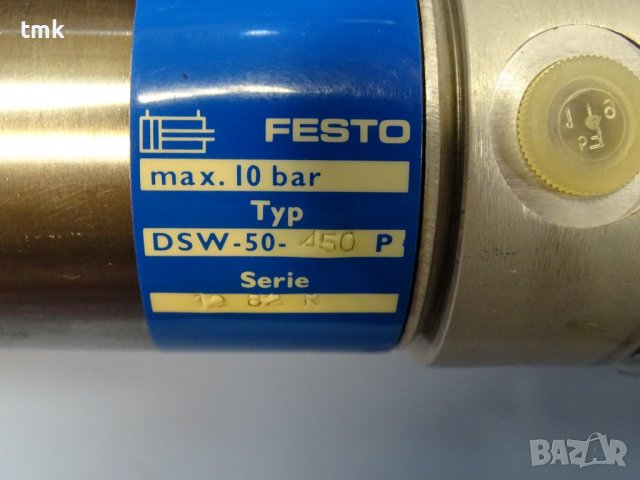 tmk
FESTO
max. 10 bar
Typ
DSW-50-450 P
Serie
12 82 R
BAZAR